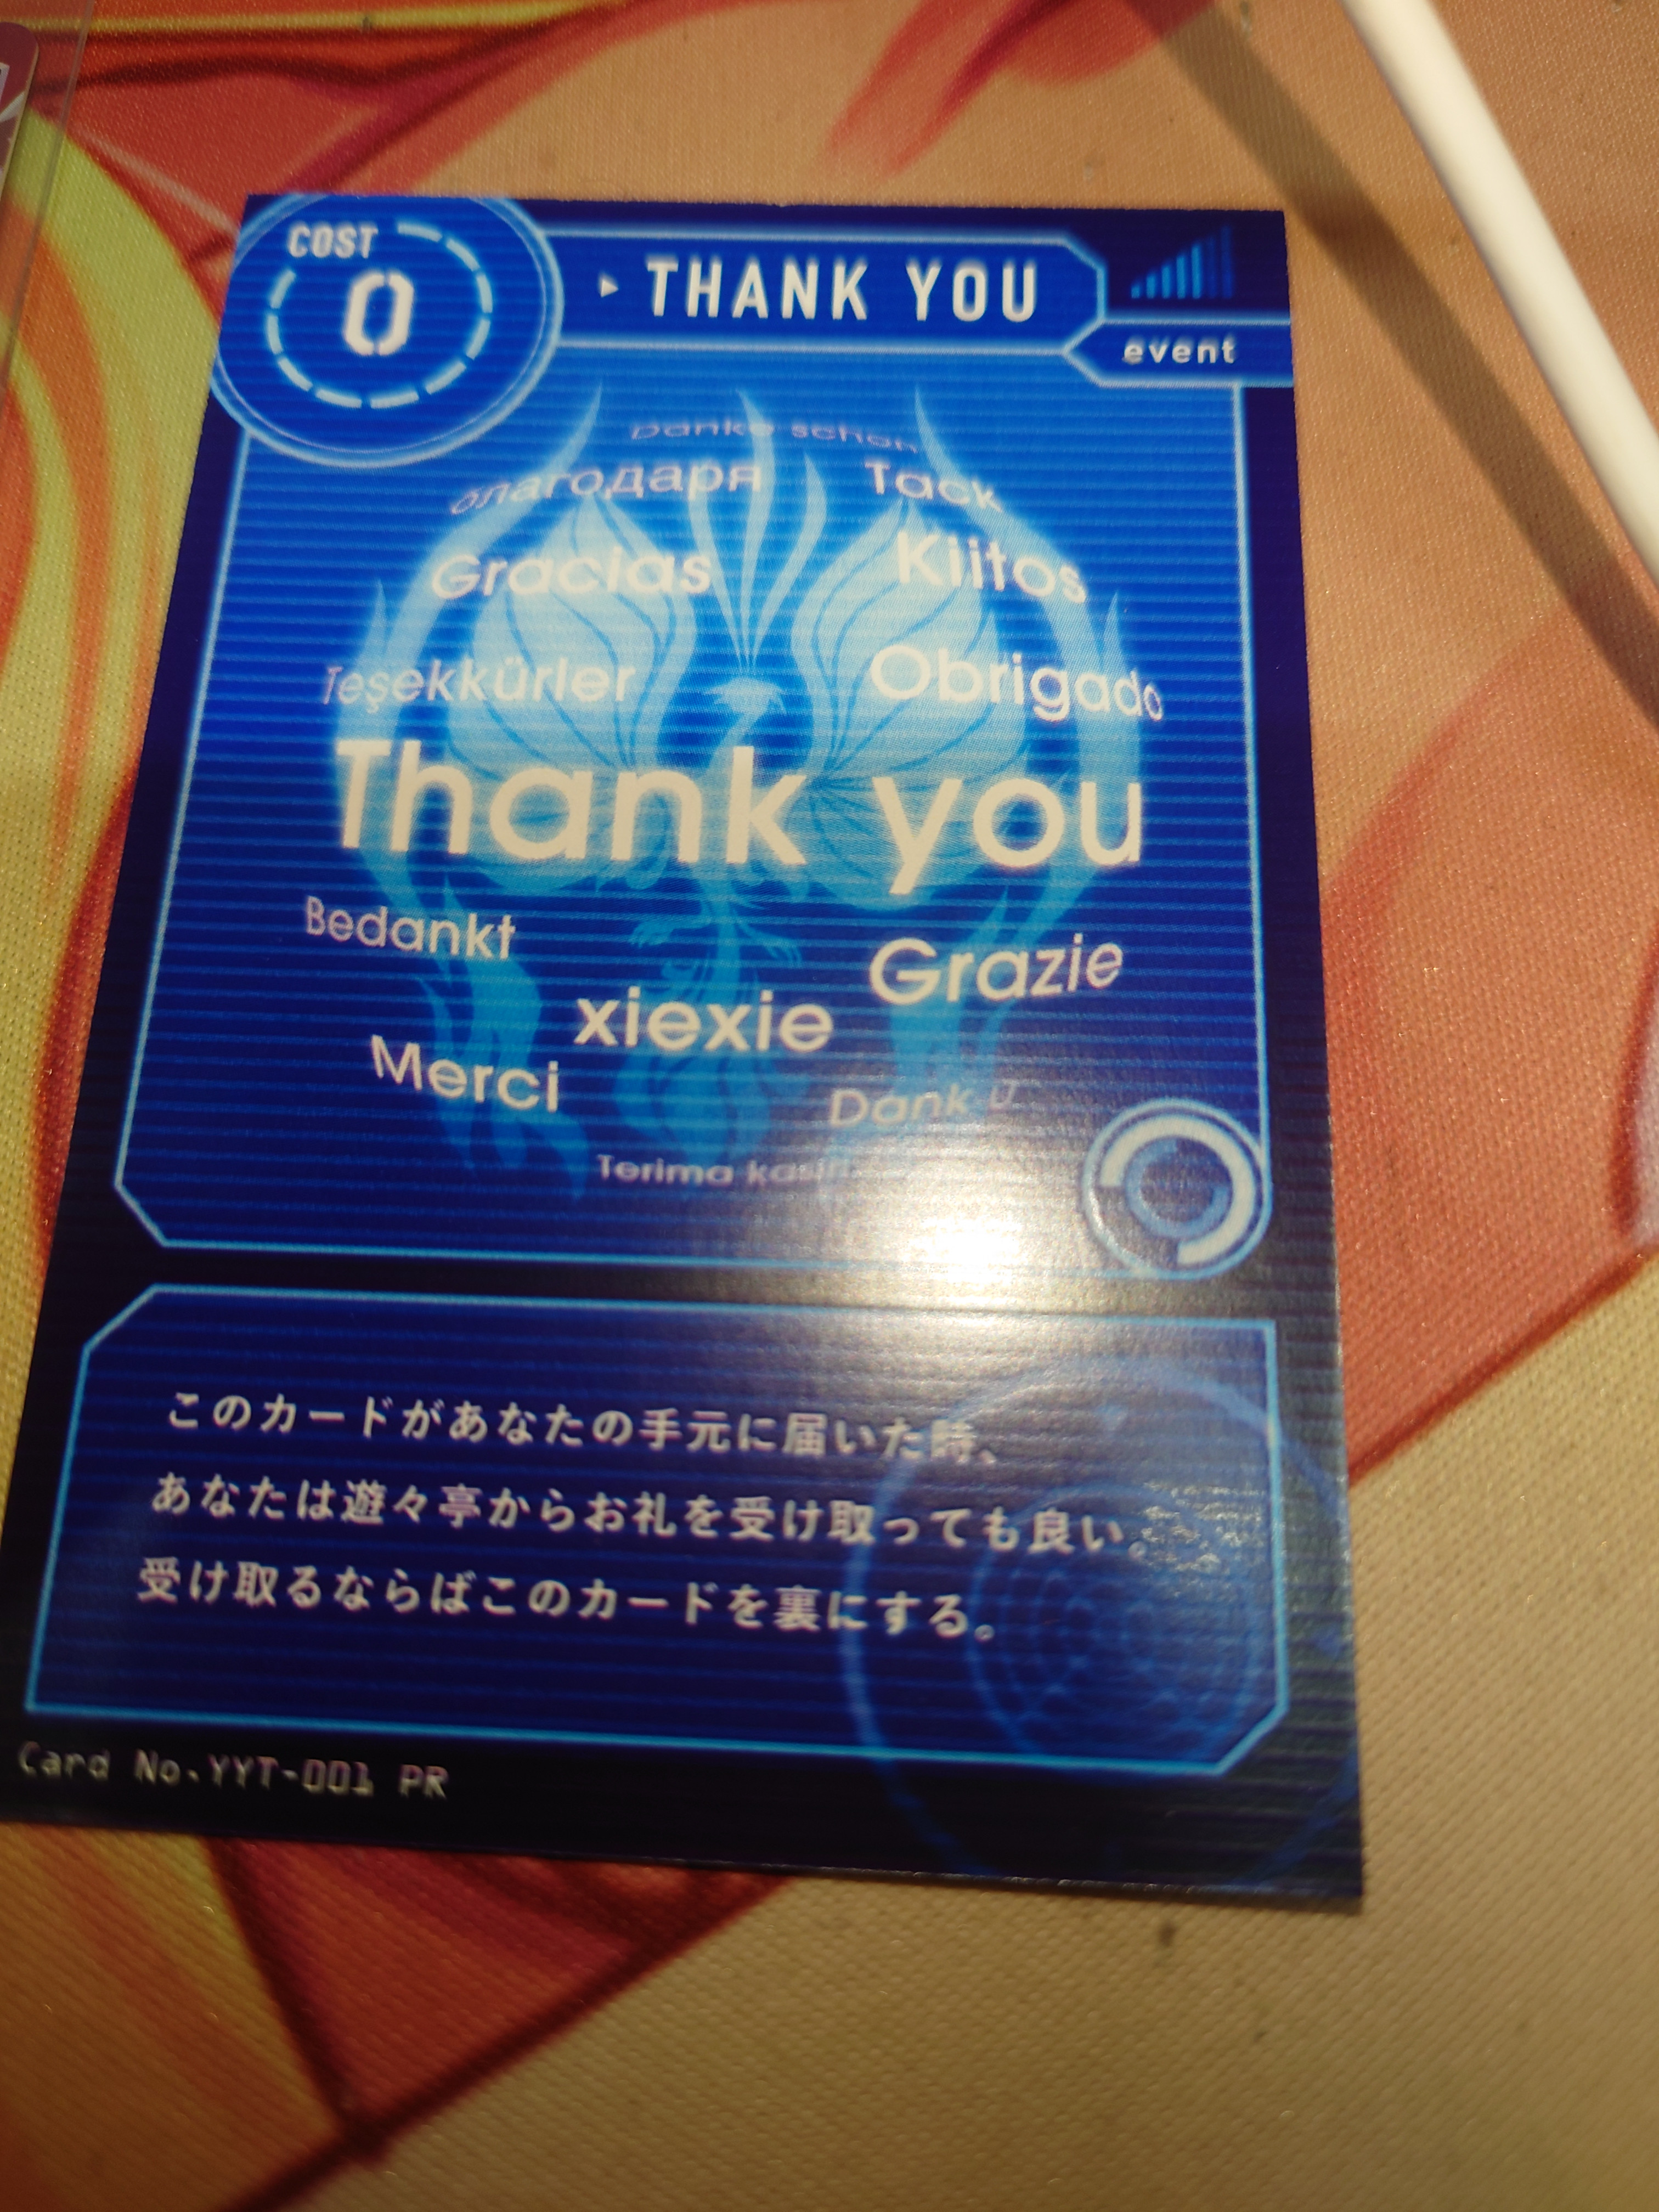 COST
0
THANK YOU
event
Danke schön
благодаря
Tack
Gracias
Kiitos
Teşekkürler
Obrigado
Thank you
Bedankt
Grazie
xiexie
Merci
Dank U
Terima
このカードがあなたの手元に届いた時、
あなたは遊々亭からお礼を受け取っても良い。
受け取るならばこのカードを裏にする。
Card No.YYT-001 PR